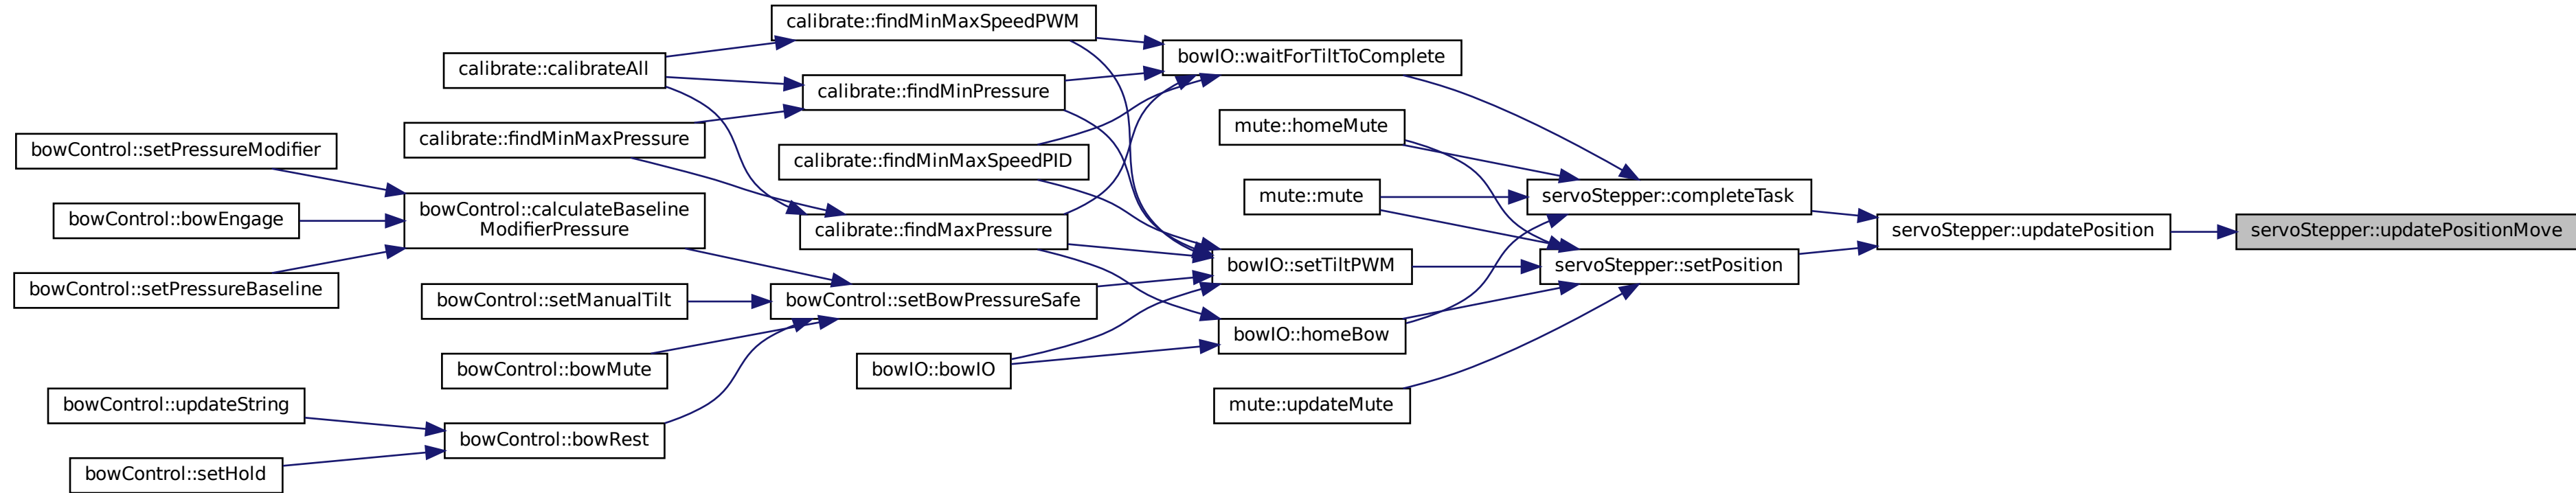 calibrate::findMinMaxSpeedPWM
bowIO::waitForTiltToComplete
calibrate::calibrateAll
calibrate::findMinPressure
mute::homeMute
calibrate::findMinMaxPressure
bowControl::setPressureModifier
calibrate::findMinMaxSpeedPID
mute::mute
servoStepper::completeTask
bowControl::calculateBaseline
ModifierPressure
bowControl::bowEngage
calibrate::findMaxPressure
servoStepper::updatePosition
servoStepper::updatePositionMove
bowIO::setTiltPWM
servoStepper::setPosition
bowControl::setPressureBaseline
bowControl::setManualTilt
bowControl::setBowPressureSafe
bowIO::homeBow
bowControl::bowMute
bowIO::bowIO
bowControl::updateString
mute::updateMute
bowControl::bowRest
bowControl::setHold